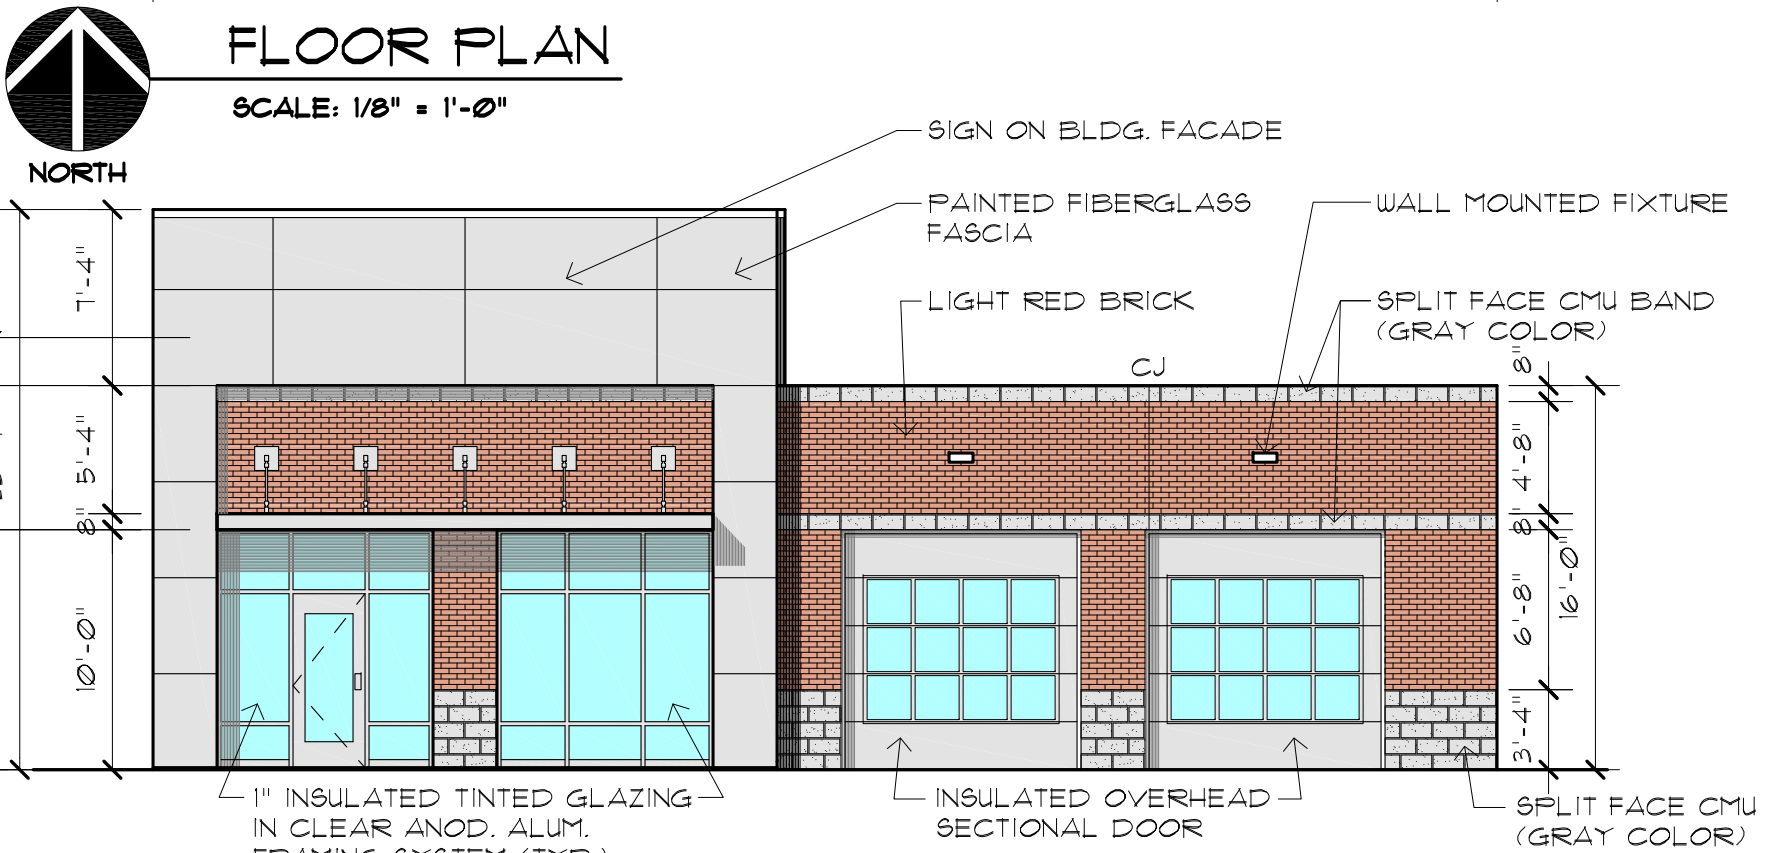 FLOOR PLAN
SCALE: 1/8" = 1'-0"
NORTH
SIGN ON BLDG. FACADE
PAINTED FIBERGLASS
FASCIA
WALL MOUNTED FIXTURE
LIGHT RED BRICK
SPLIT FACE CMU BAND
(GRAY COLOR)
CJ
7'-4"
5'-4"
8"
10'-0"
8"
4'-8"
8"
6'-8"
3'-4"
16'-0"
1" INSULATED TINTED GLAZING
IN CLEAR ANOD. ALUM.
FRAMING SYSTEM (TYP.)
INSULATED OVERHEAD
SECTIONAL DOOR
SPLIT FACE CMU
(GRAY COLOR)